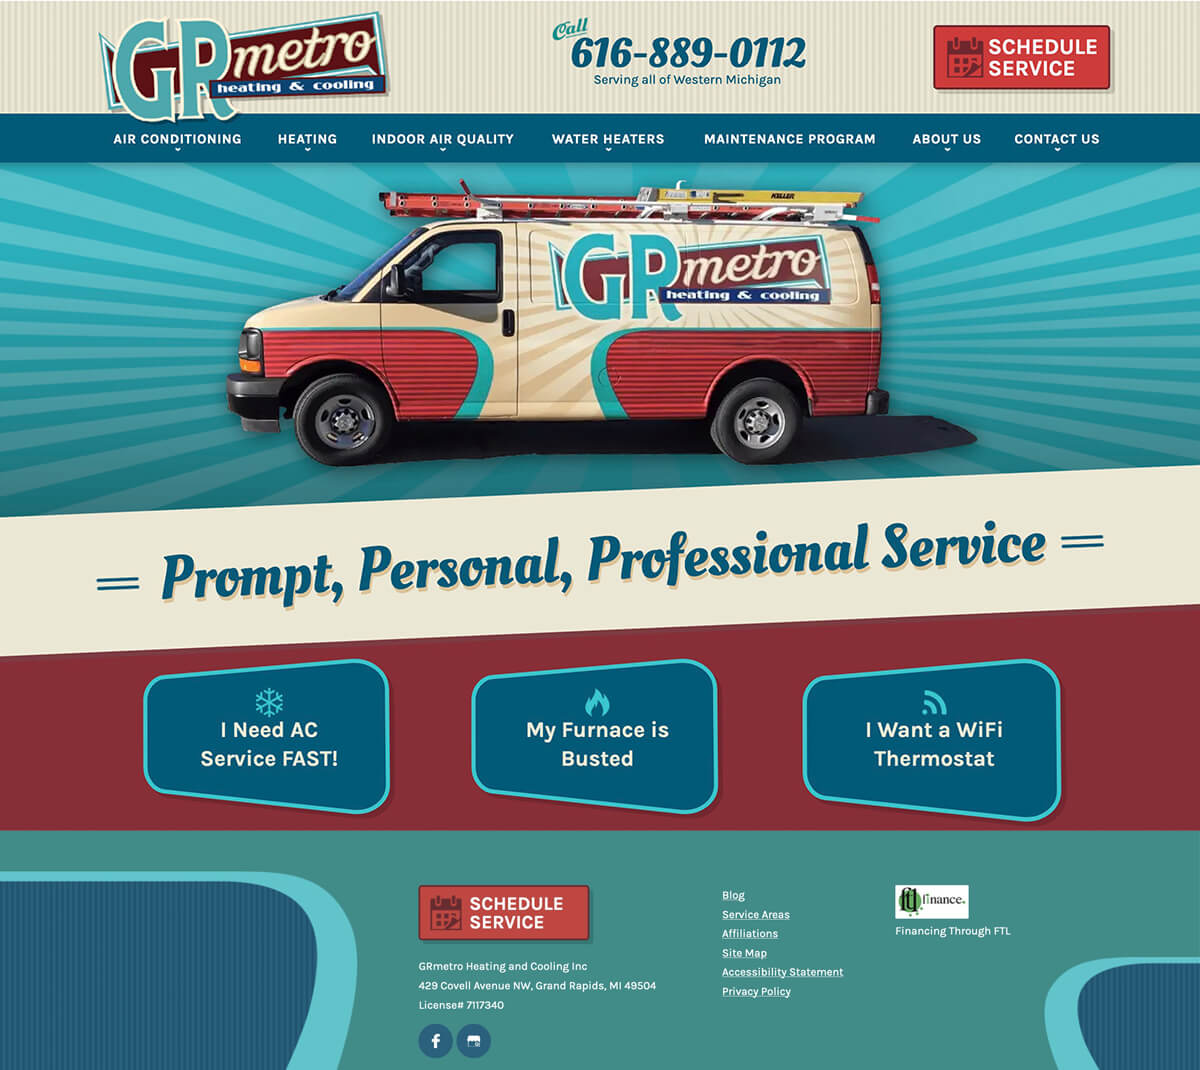 GRmetro
heating & cooling
Call
616-889-0112
Serving all of Western Michigan
SCHEDULE
SERVICE
AIR CONDITIONING
HEATING
INDOOR AIR QUALITY
WATER HEATERS
MAINTENANCE PROGRAM
ABOUT US
CONTACT US
KELLER
GRmetro
heating & cooling
Prompt, Personal, Professional Service
I Need AC
Service FAST!
My Furnace is
Busted
I Want a WiFi
Thermostat
SCHEDULE
SERVICE
GRmetro Heating and Cooling Inc
429 Covell Avenue NW, Grand Rapids, MI 49504
License# 7117340
Blog
Service Areas
Affiliations
Site Map
Accessibility Statement
Privacy Policy
ftl finance
Financing Through FTL